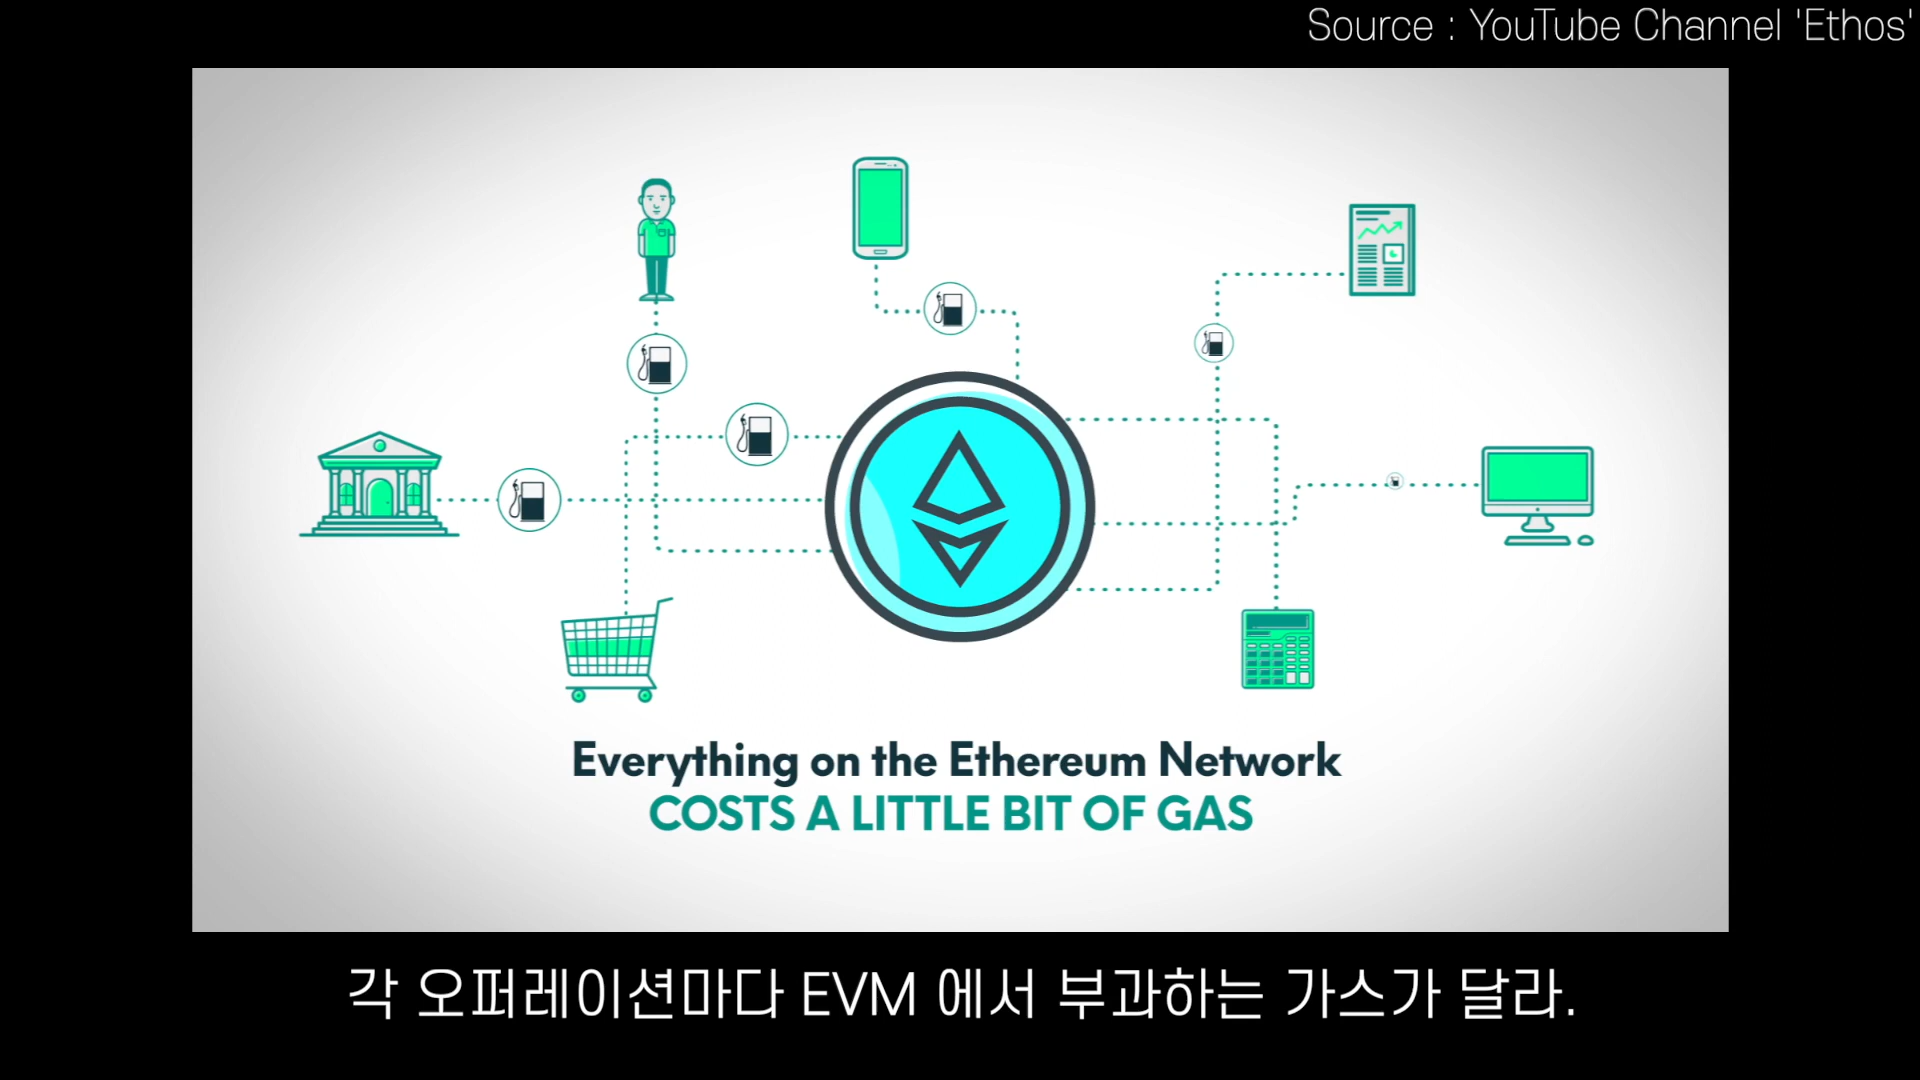 Source : YouTube Channel 'Ethos'
Everything on the Ethereum Network
COSTS A LITTLE BIT OF GAS
각 오퍼레이션마다 EVM 에서 부과하는 가스가 달라.